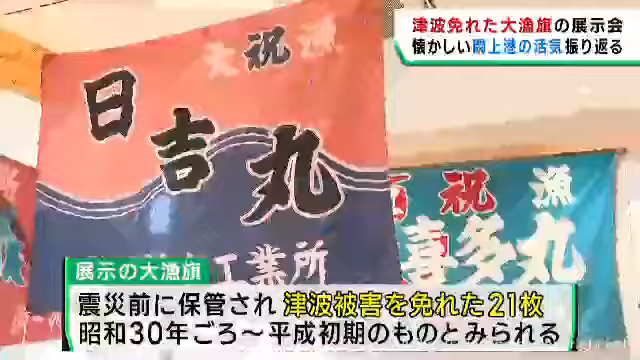 津波免れた大漁旗の展示会
懐かしい閖上港の活気振り返る
祝 大漁
日吉丸
工業所
祝 漁
喜多丸
展示の大漁旗
震災前に保管され 津波被害を免れた21枚
昭和30年ごろ～平成初期のものとみられる